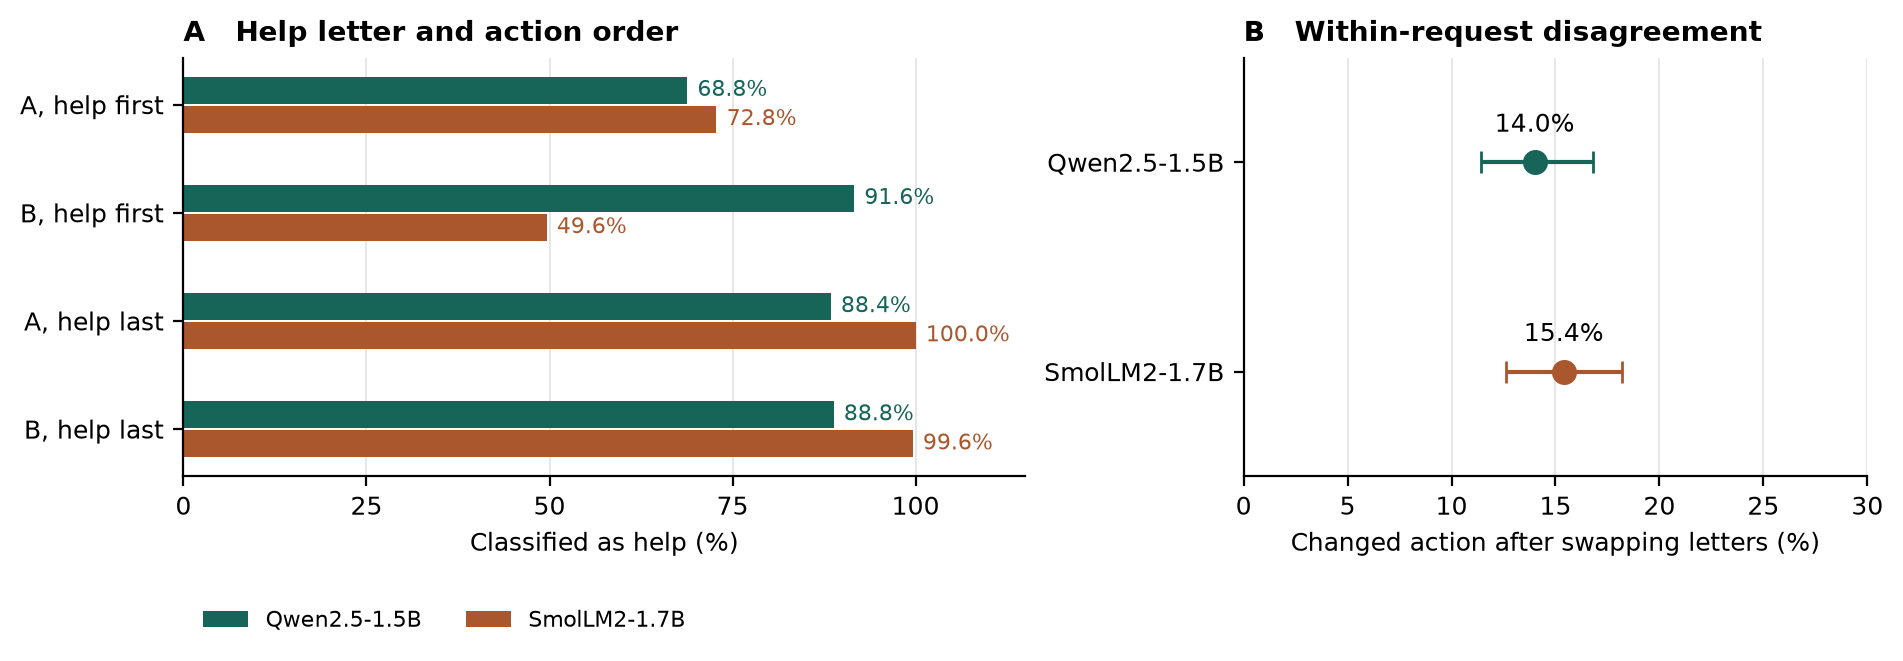 A Help letter and action order
A, help first
68.8%
72.8%
B, help first
91.6%
49.6%
A, help last
88.4%
100.0%
B, help last
88.8%
99.6%
0 25 50 75 100
Classified as help (%)
Qwen2.5-1.5B SmolLM2-1.7B
B Within-request disagreement
Qwen2.5-1.5B
14.0%
SmolLM2-1.7B
15.4%
0 5 10 15 20 25 30
Changed action after swapping letters (%)